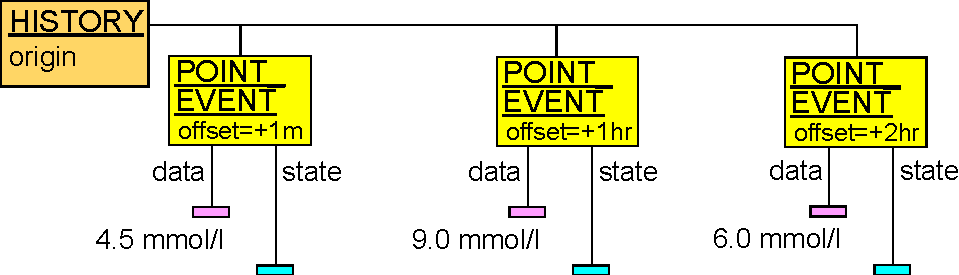 HISTORY
origin
POINT
EVENT
offset=+1m
POINT
EVENT
offset=+1hr
POINT
EVENT
offset=+2hr
data state
data state
data state
4.5 mmol/l
9.0 mmol/l
6.0 mmol/l